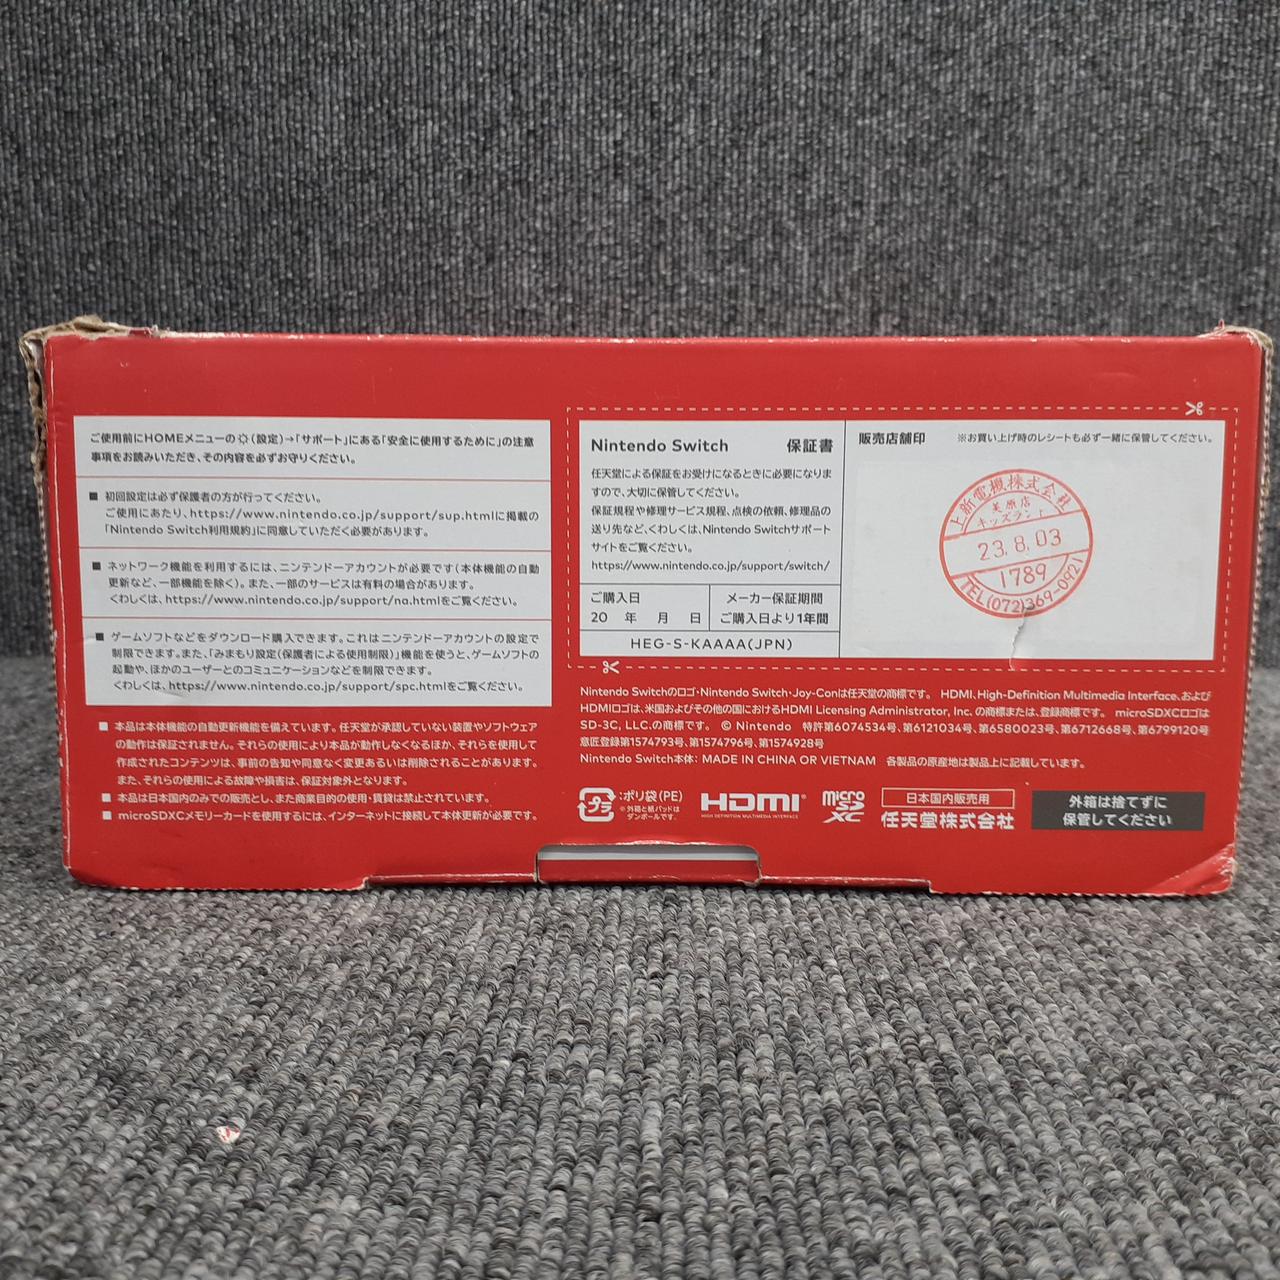 ご使用前にHOMEメニューの(設定)→「サポート」にある「安全に使用するために」の注意
事項をお読みいただき、その内容を必ずお守りください。
■ 初回設定は必ず保護者の方が行ってください。
ご使用にあたり、https://www.nintendo.co.jp/support/sup.htmlに掲載の
「Nintendo Switch利用規約」に同意していただく必要があります。
■ ネットワーク機能を利用するには、ニンテンドーアカウントが必要です(本体機能の自動
更新など、一部機能を除く)。また、一部のサービスは有料の場合があります。
くわしくは、https://www.nintendo.co.jp/support/na.htmlをご覧ください。
■ ゲームソフトなどをダウンロード購入できます。これはニンテンドーアカウントの設定で
制限できます。また、「みまもり設定(保護者による使用制限)」機能を使うと、ゲームソフトの
起動や、ほかのユーザーとのコミュニケーションなどを制限できます。
くわしくは、https://www.nintendo.co.jp/support/spc.htmlをご覧ください。
■ 本品は本体機能の自動更新機能を備えています。任天堂が承認していない装置やソフトウェア
の動作は保証されません。それらの使用により本品が動作しなくなるほか、それらを使用して
作成されたコンテンツは、事前の告知や同意なく変更あるいは削除されることがあります。
また、それらの使用による故障や損害は、保証対象外となります。
■ 本品は日本国内のみでの販売とし、また商業目的の使用・賃貸は禁止されています。
■ microSDXCメモリーカードを使用するには、インターネットに接続して本体更新が必要です。
Nintendo Switch 保証書
任天堂による保証をお受けになるときに必要になりま
すので、大切に保管してください。
保証規程や修理サービス規程、点検の依頼、修理品の
送り先など、くわしくは、Nintendo Switchサポート
サイトをご覧ください。
https://www.nintendo.co.jp/support/switch/
ご購入日
20 年 月 日
メーカー保証期間
ご購入日より1年間
HEG-S-KAAAA(JPN)
販売店舗印 ※お買い上げ時のレシートも必ず一緒に保管してください。
上新電機株式会社
美原店
キッズランド
23.8.03
1789
TEL(072)369-0921
Nintendo Switchのロゴ・Nintendo Switch・Joy-Conは任天堂の商標です。 HDMI、High-Definition Multimedia Interface、および
HDMIロゴは、米国およびその他の国におけるHDMI Licensing Administrator, Inc. の商標または、登録商標です。 microSDXCロゴは
SD-3C, LLC.の商標です。 © Nintendo 特許第6074534号、第6121034号、第6580023号、第6712668号、第6799120号
意匠登録第1574793号、第1574796号、第1574928号
Nintendo Switch本体: MADE IN CHINA OR VIETNAM 各製品の原産地は製品上に記載しています。
プラ
:ポリ袋(PE)
※外箱と紙パッドは
ダンボールです。
HDMI
HIGH DEFINITION MULTIMEDIA INTERFACE
micro
SD
XC
日本国内販売用
任天堂株式会社
外箱は捨てずに
保管してください